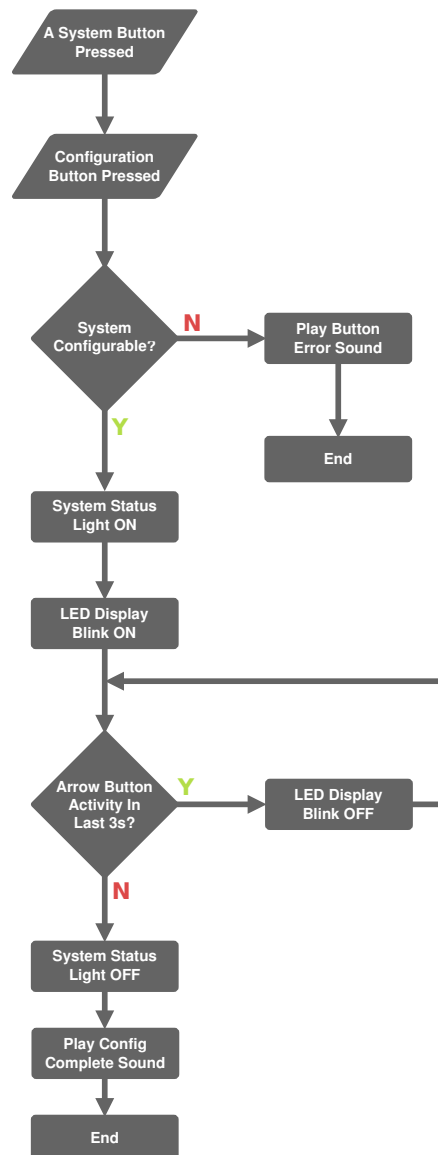 A System Button
Pressed
Configuration
Button Pressed
System
Configurable?
N
Play Button
Error Sound
Y
End
System Status
Light ON
LED Display
Blink ON
Arrow Button
Activity In
Last 3s?
Y
LED Display
Blink OFF
N
System Status
Light OFF
Play Config
Complete Sound
End